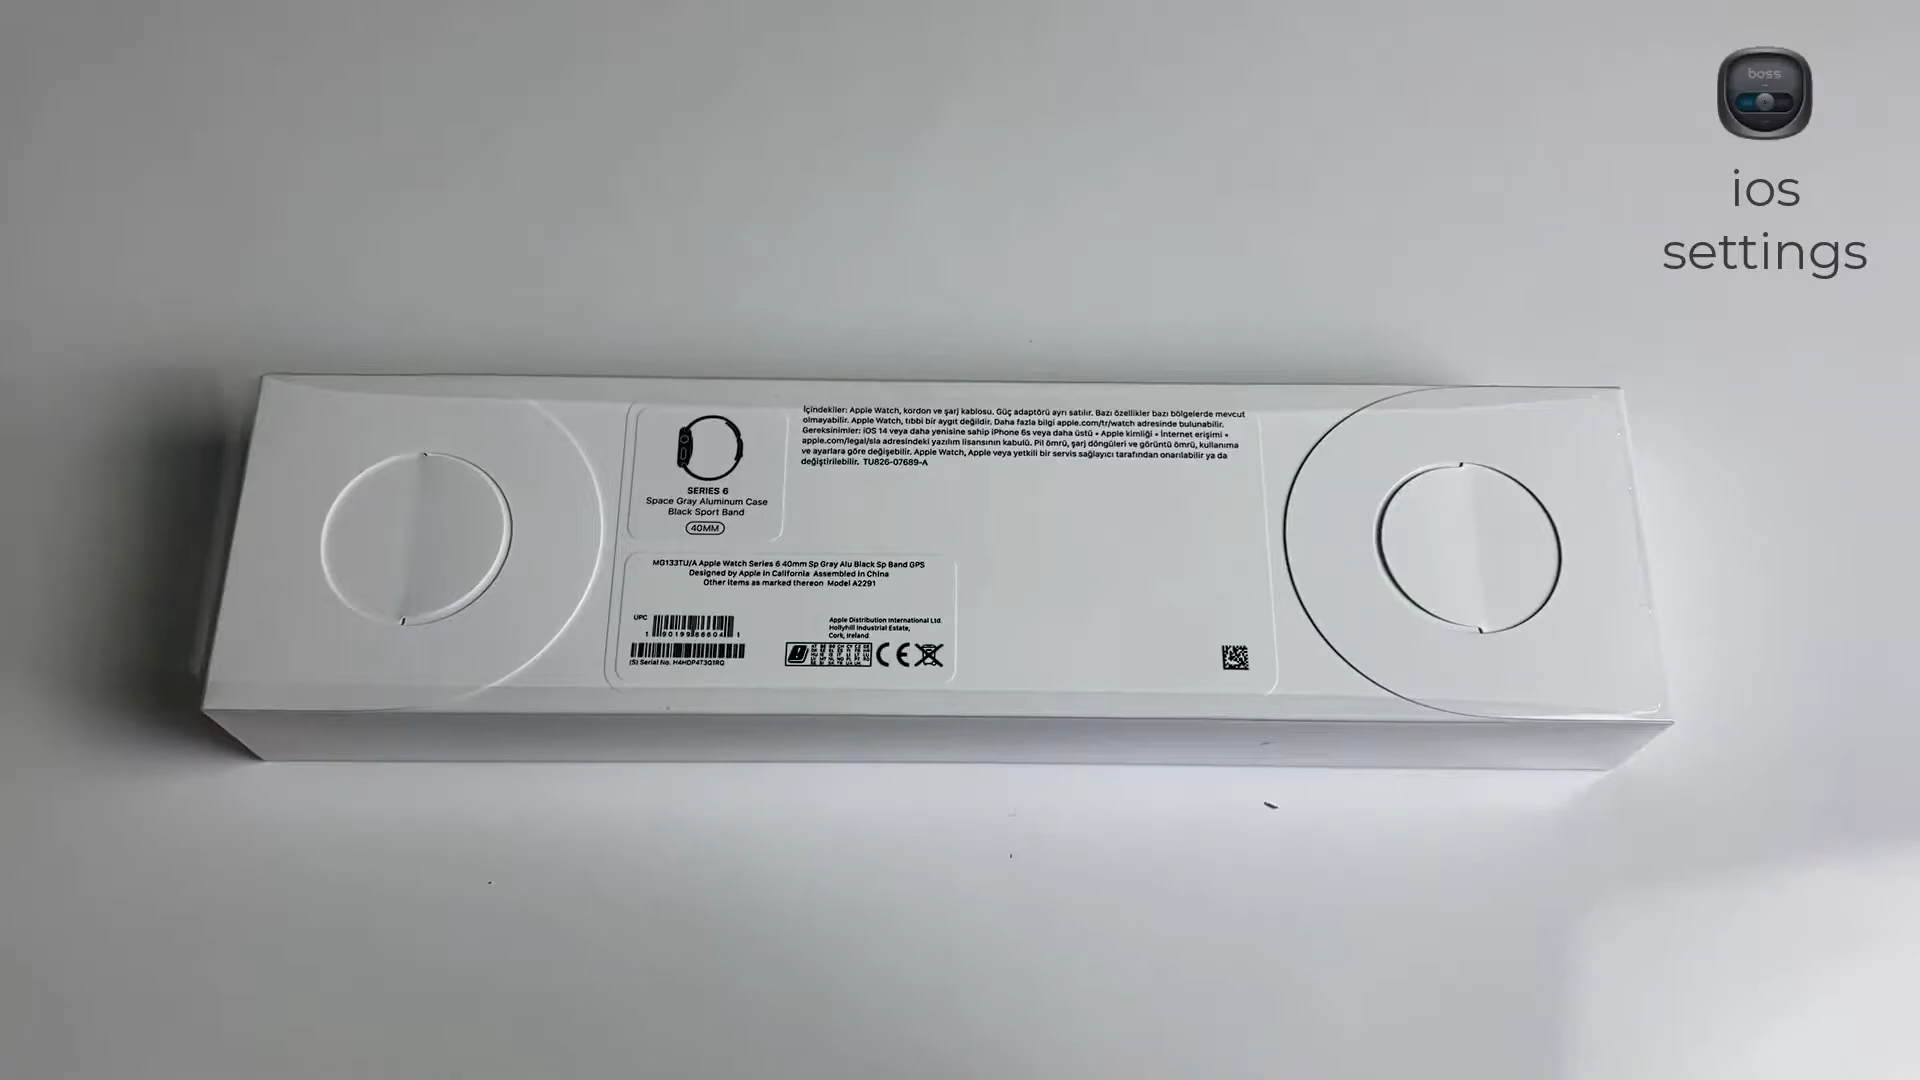 boss
ios
settings
İçindekiler: Apple Watch, kordon ve şarj kablosu. Güç adaptörü ayrı satılır. Bazı özellikler bazı bölgelerde mevcut
olmayabilir. Apple Watch, tıbbi bir aygıt değildir. Daha fazla bilgi apple.com/tr/watch adresinde bulunabilir.
Gereksinimler: iOS 14 veya daha yenisine sahip iPhone 6s veya daha üstü • Apple kimliği • İnternet erişimi •
apple.com/legal/sla adresindeki yazılım lisansının kabulü. Pil ömrü, şarj döngüleri ve görüntü ömrü, kullanıma
ve ayarlara göre değişebilir. Apple Watch, Apple veya yetkili bir servis sağlayıcı tarafından onarılabilir ya da
değiştirilebilir. TU826-07689-A
SERIES 6
Space Gray Aluminum Case
Black Sport Band
40MM
MG133TU/A Apple Watch Series 6 40mm Sp Gray Alu Black Sp Band GPS
Designed by Apple in California Assembled in China
Other items as marked thereon Model A2291
UPC
1 90199 86604 1
(S) Serial No. H4HDP4T3Q1RQ
Apple Distribution International Ltd.
Hollyhill Industrial Estate,
Cork, Ireland
CE